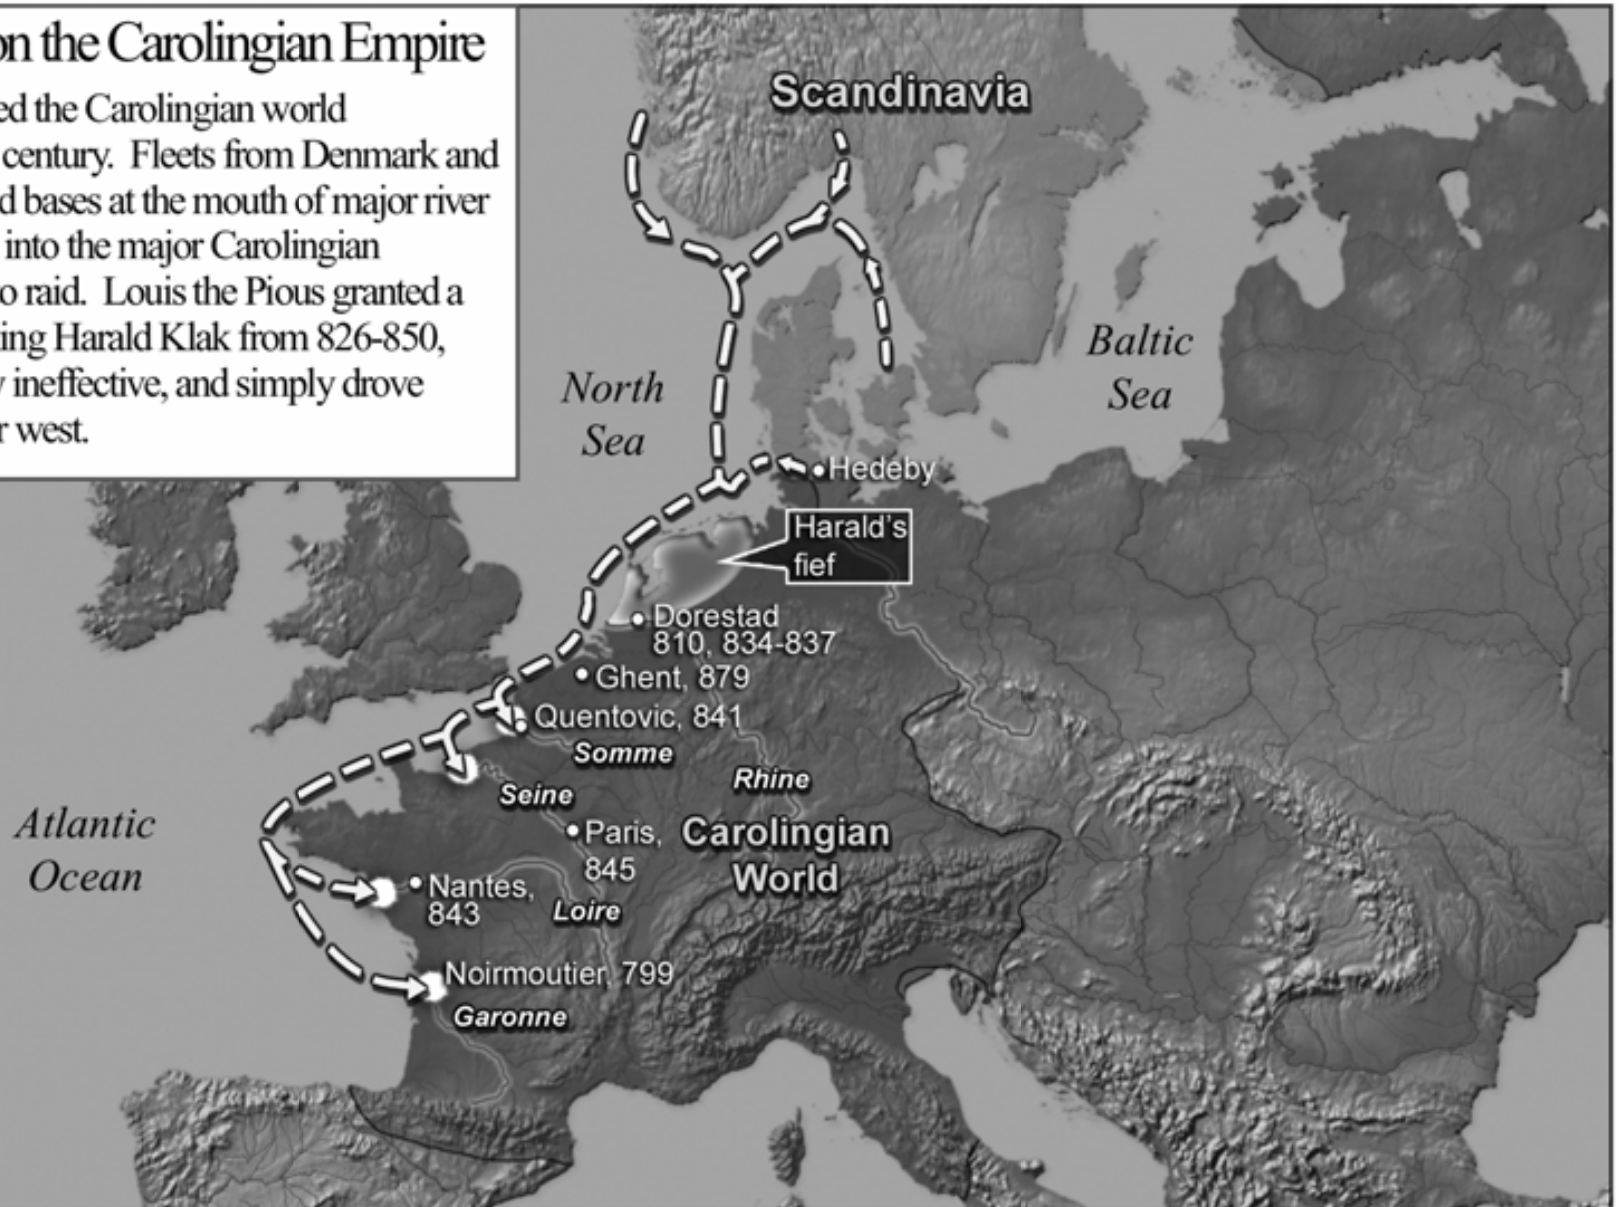 on the Carolingian Empire
ed the Carolingian world
century. Fleets from Denmark and
d bases at the mouth of major river
into the major Carolingian
o raid. Louis the Pious granted a
ing Harald Klak from 826-850,
y ineffective, and simply drove
r west.
Scandinavia
North
Sea
Baltic
Sea
Hedeby
Harald's
fief
Dorestad
810, 834-837
Ghent, 879
Quentovic, 841
Somme
Rhine
Seine
Atlantic
Ocean
Paris,
845
Carolingian
World
Nantes,
843
Loire
Noirmoutier, 799
Garonne